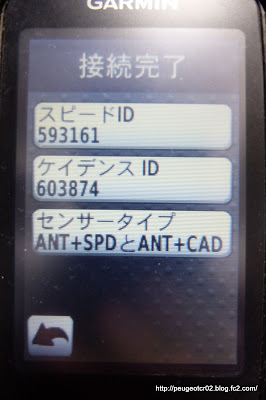 GARMIN
接続完了
スピードID
593161
ケイデンス ID
603874
センサータイプ
ANT+SPDとANT+CAD
http://peugeotcr02.blog.fc2.com/